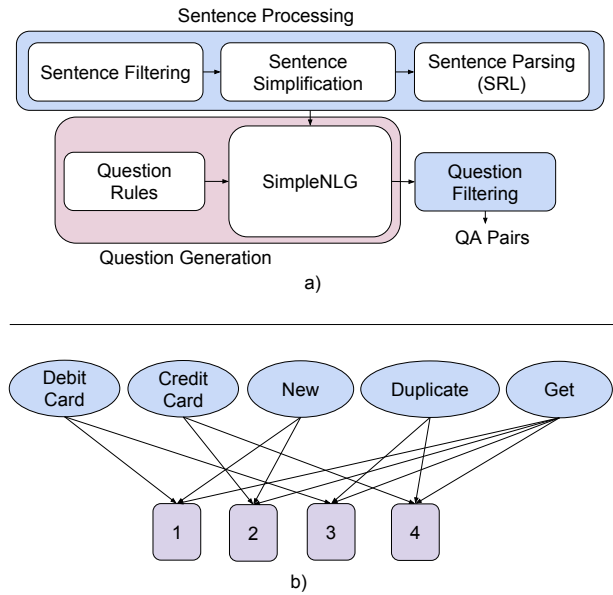 Sentence Processing
Sentence Filtering
Sentence
Simplification
Sentence Parsing
(SRL)
Question
Rules
SimpleNLG
Question
Filtering
QA Pairs
Question Generation
a)
Debit
Card
Credit
Card
New
Duplicate
Get
1
2
3
4
b)